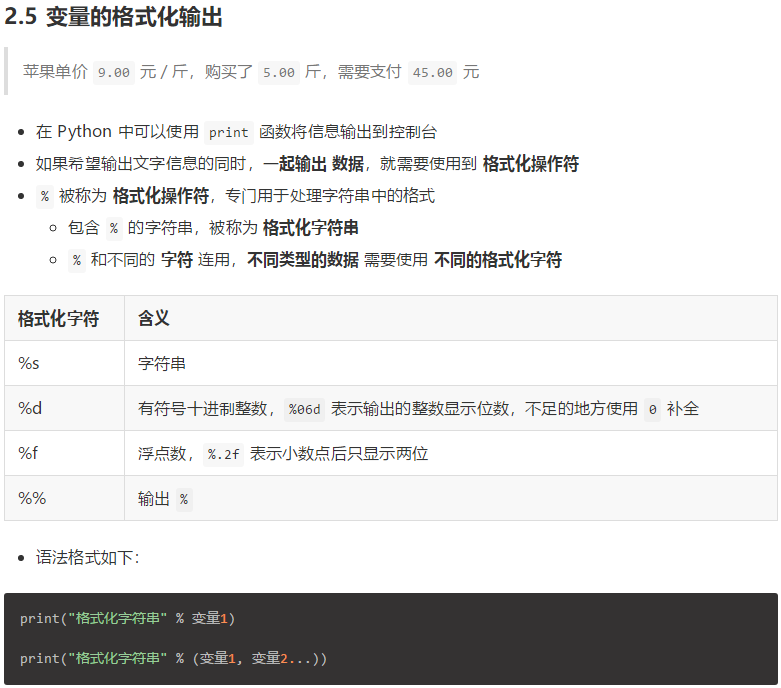 2.5 变量的格式化输出
苹果单价 9.00 元 / 斤，购买了 5.00 斤，需要支付 45.00 元
在 Python 中可以使用 print 函数将信息输出到控制台
如果希望输出文字信息的同时，一起输出 数据，就需要使用到 格式化操作符
% 被称为 格式化操作符，专门用于处理字符串中的格式
包含 % 的字符串，被称为 格式化字符串
% 和不同的 字符 连用，不同类型的数据 需要使用 不同的格式化字符
格式化字符 含义
%s 字符串
%d 有符号十进制整数，%06d 表示输出的整数显示位数，不足的地方使用 0 补全
%f 浮点数，%.2f 表示小数点后只显示两位
%% 输出 %
语法格式如下：
print("格式化字符串" % 变量1)
print("格式化字符串" % (变量1, 变量2...))